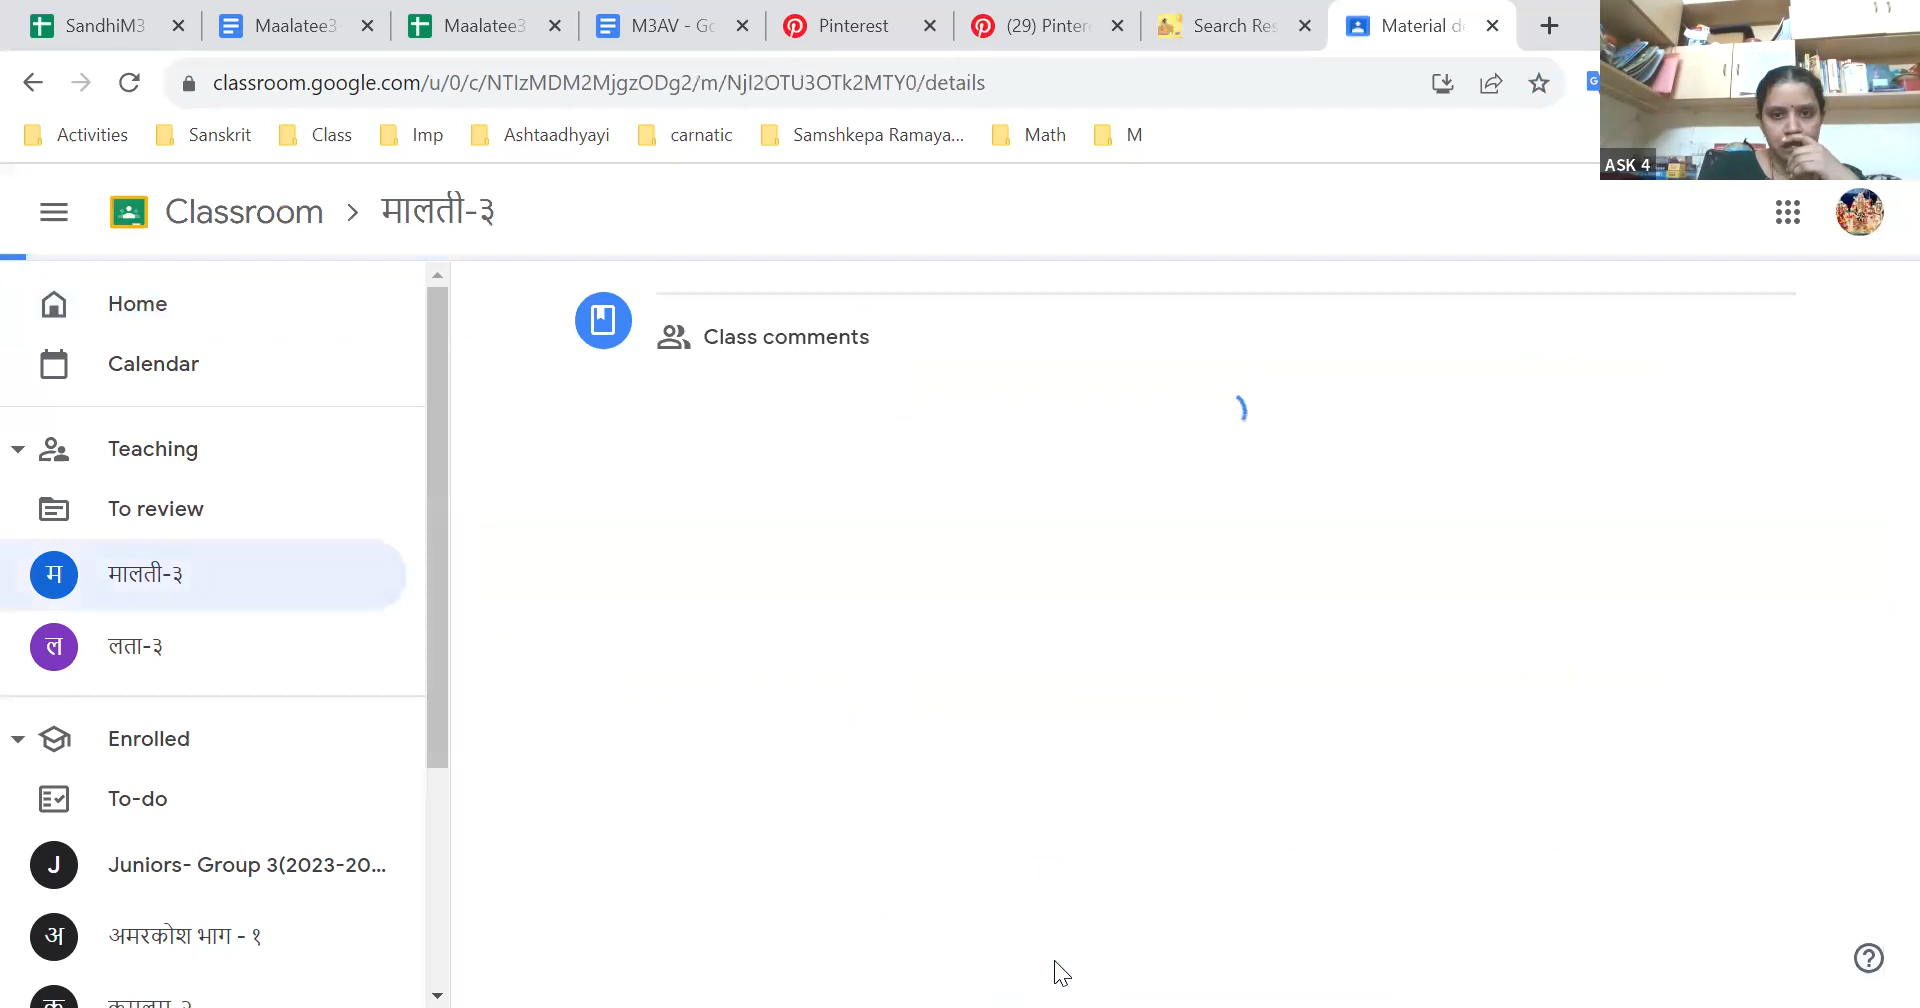 SandhiM3
Maalatee3
Maalatee3
M3AV - Go
Pinterest
(29) Pinter
Search Res
Material de
classroom.google.com/u/0/c/NTIzMDM2MjgzODg2/m/NjI2OTU3OTk2MTY0/details
Activities
Sanskrit
Class
Imp
Ashtaadhyayi
carnatic
Samshkepa Ramaya...
Math
M
ASK 4
Classroom > मालती-३
Home
Calendar
Teaching
To review
म मालती-३
ल लता-३
Enrolled
To-do
J Juniors- Group 3(2023-20...
अ अमरकोश भाग - १
Class comments